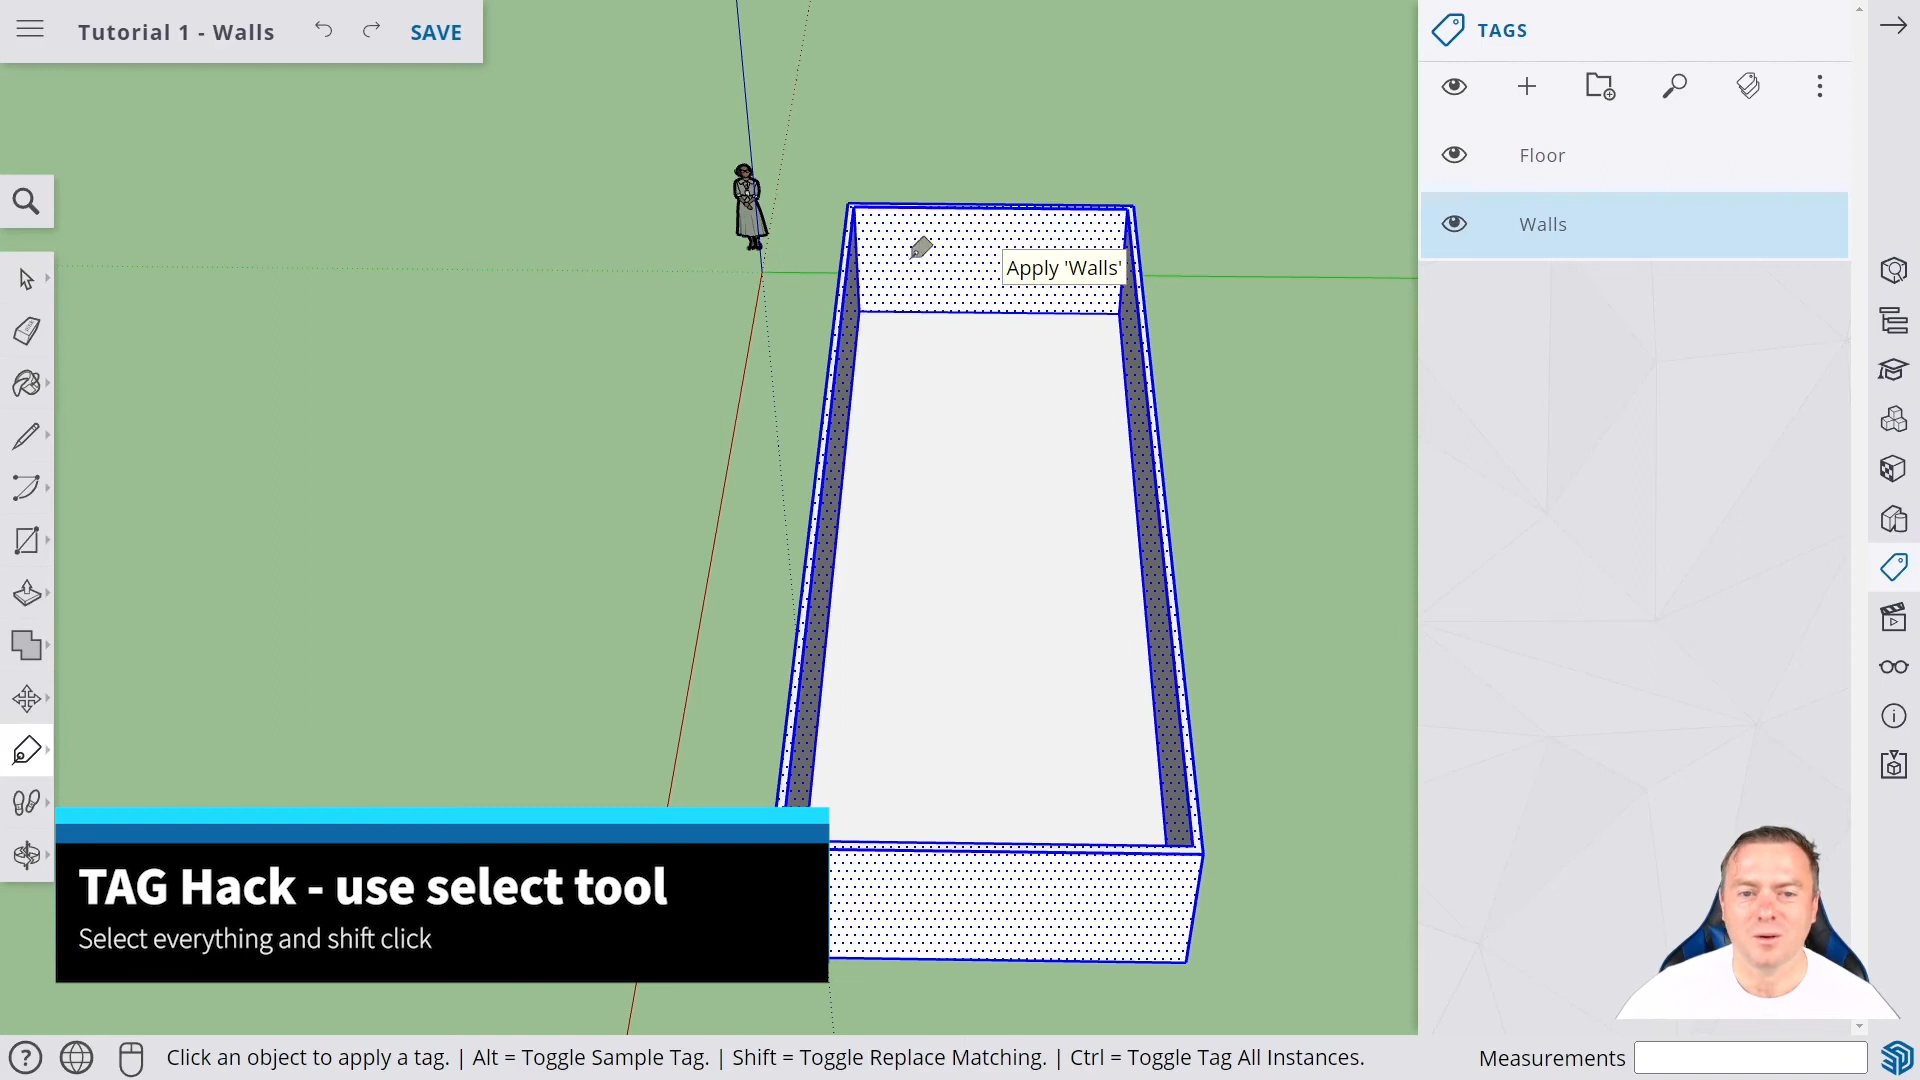 Tutorial 1 - Walls
SAVE
TAGS
Floor
Walls
Apply 'Walls'
TAG Hack - use select tool
Select everything and shift click
Click an object to apply a tag. | Alt = Toggle Sample Tag. | Shift = Toggle Replace Matching. | Ctrl = Toggle Tag All Instances.
Measurements